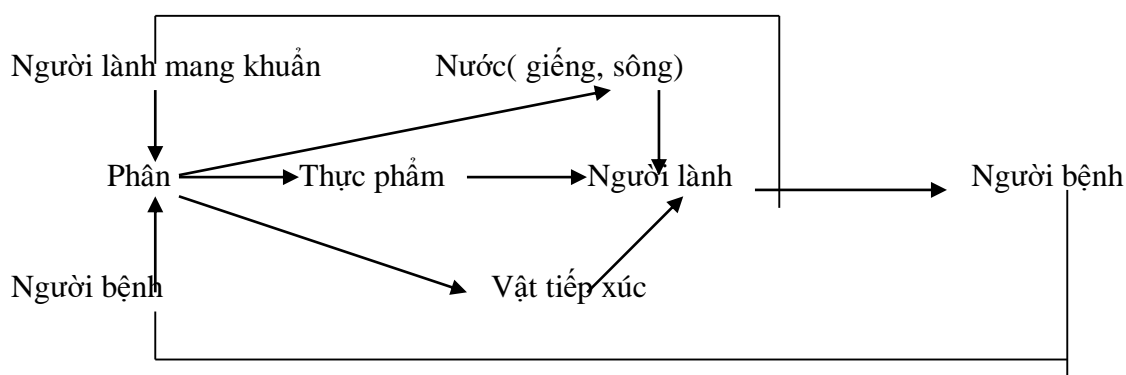 Người lành mang khuẩn Nước( giếng, sông)
Phân Thực phẩm Người lành Người bệnh
Người bệnh Vật tiếp xúc